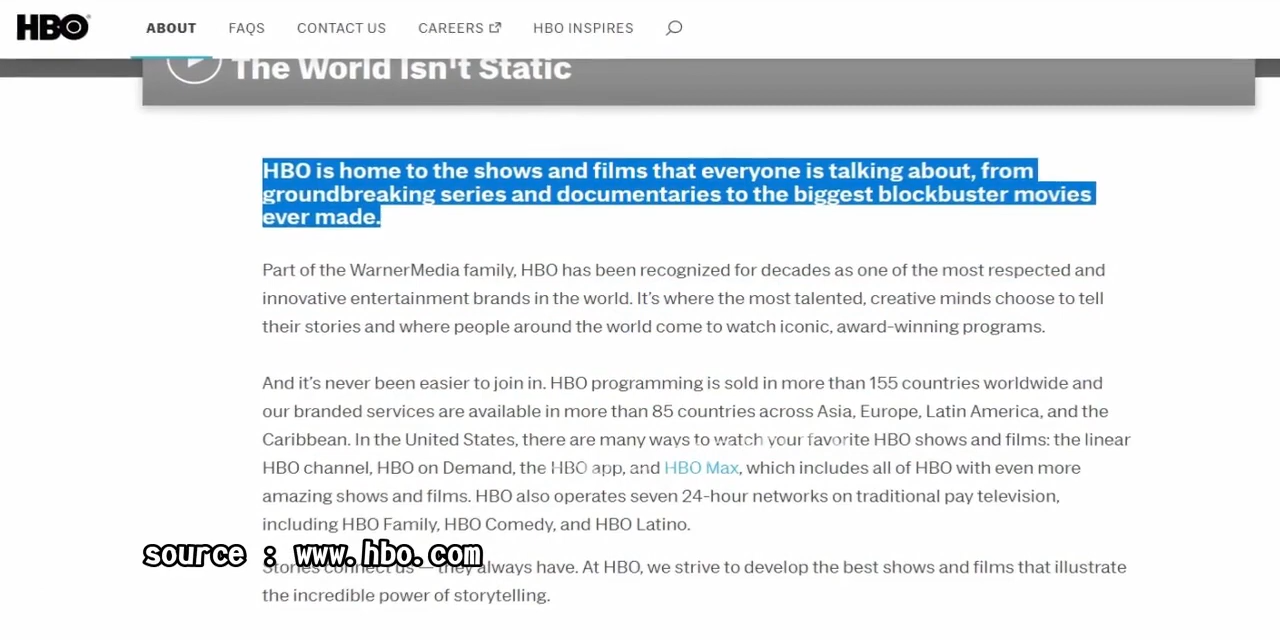 HBO®
ABOUT
FAQS
CONTACT US
CAREERS
HBO INSPIRES
The World Isn't Static
HBO is home to the shows and films that everyone is talking about, from
groundbreaking series and documentaries to the biggest blockbuster movies
ever made.
Part of the WarnerMedia family, HBO has been recognized for decades as one of the most respected and
innovative entertainment brands in the world. It's where the most talented, creative minds choose to tell
their stories and where people around the world come to watch iconic, award-winning programs.
And it's never been easier to join in. HBO programming is sold in more than 155 countries worldwide and
our branded services are available in more than 85 countries across Asia, Europe, Latin America, and the
Caribbean. In the United States, there are many ways to watch your favorite HBO shows and films: the linear
HBO channel, HBO on Demand, the HBO app, and HBO Max, which includes all of HBO with even more
amazing shows and films. HBO also operates seven 24-hour networks on traditional pay television,
including HBO Family, HBO Comedy, and HBO Latino.
source : www.hbo.com
Stories connect us—they always have. At HBO, we strive to develop the best shows and films that illustrate
the incredible power of storytelling.